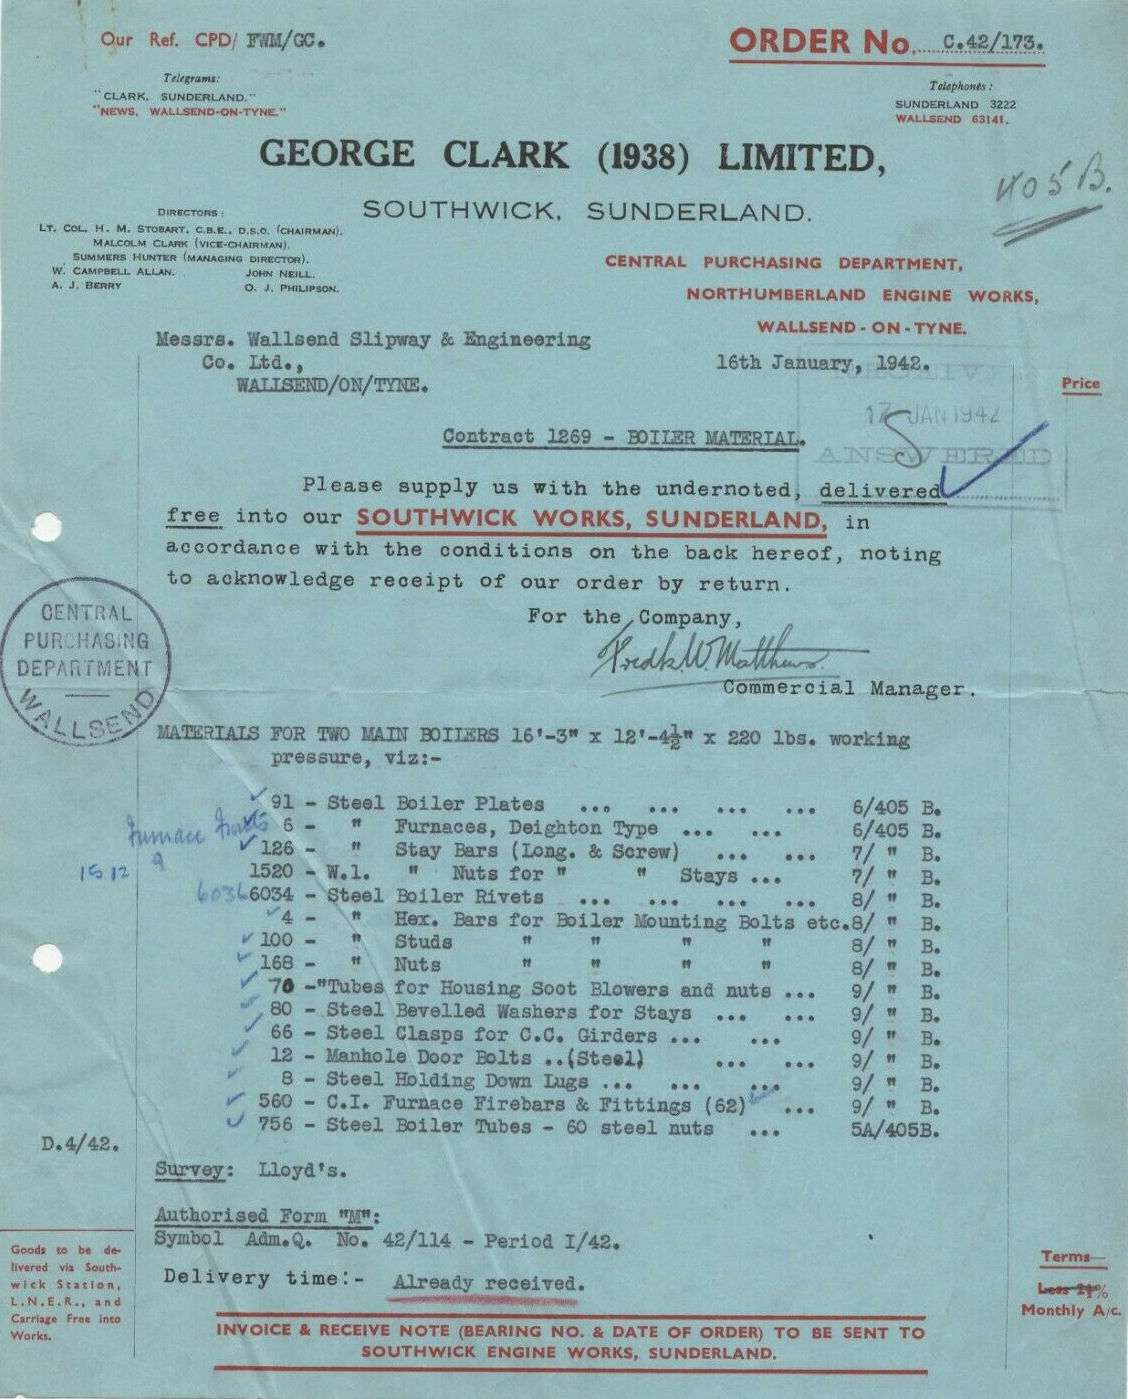 Our Ref. CPD/ FWM/GC.
ORDER No. C.42/173.
Telegrams:
"CLARK, SUNDERLAND."
"NEWS, WALLSEND-ON-TYNE."
Telephones:
SUNDERLAND 3222
WALLSEND 63141.
GEORGE CLARK (1938) LIMITED,
405 B.
SOUTHWICK, SUNDERLAND.
DIRECTORS:
LT. COL. H. M. STOBART, C.B.E., D.S.O. (CHAIRMAN).
MALCOLM CLARK (VICE-CHAIRMAN).
SUMMERS HUNTER (MANAGING DIRECTOR).
W. CAMPBELL ALLAN. JOHN NEILL.
A. J. BERRY O. J. PHILIPSON.
CENTRAL PURCHASING DEPARTMENT,
NORTHUMBERLAND ENGINE WORKS,
WALLSEND-ON-TYNE.
Messrs. Wallsend Slipway & Engineering
Co. Ltd.,
WALLSEND/ON/TYNE.
16th January, 1942.
Price
RECEIVED
17 JAN 1942
ANSWERED
Contract 1269 - BOILER MATERIAL.
Please supply us with the undernoted, delivered
free into our SOUTHWICK WORKS, SUNDERLAND, in
accordance with the conditions on the back hereof, noting
to acknowledge receipt of our order by return.
For the Company,
Fredk. W. Matthews.
Commercial Manager.
CENTRAL
PURCHASING
DEPARTMENT
WALLSEND
MATERIALS FOR TWO MAIN BOILERS 16'-3" x 12'-4½" x 220 lbs. working
pressure, viz:-
91 - Steel Boiler Plates ... ... ... ... 6/405 B.
Furnace 6 - " Furnaces, Deighton Type ... ... 6/405 B.
126 - " Stay Bars (Long. & Screw) ... ... 7/ " B.
1512 1520 - W.1. " Nuts for " " Stays ... 7/ " B.
6036 6034 - Steel Boiler Rivets ... ... ... ... 8/ " B.
4 - " Hex. Bars for Boiler Mounting Bolts etc. 8/ " B.
100 - " Studs " " " " 8/ " B.
168 - " Nuts " " " " 8/ " B.
70 -"Tubes for Housing Soot Blowers and nuts ... 9/ " B.
80 - Steel Bevelled Washers for Stays ... ... 9/ " B.
66 - Steel Clasps for C.C. Girders ... ... 9/ " B.
12 - Manhole Door Bolts ..(Steel) ... ... 9/ " B.
8 - Steel Holding Down Lugs ... ... ... 9/ " B.
560 - C.I. Furnace Firebars & Fittings (62) ... 9/ " B.
756 - Steel Boiler Tubes - 60 steel nuts ... 5A/405B.
D.4/42.
Survey: Lloyd's.
Authorised Form "M":
Symbol Adm.Q. No. 42/114 - Period I/42.
Delivery time:- Already received.
Goods to be de-
livered via South-
wick Station,
L.N.E.R., and
Carriage Free into
Works.
Terms
Less 2½%
Monthly A/c.
INVOICE & RECEIVE NOTE (BEARING NO. & DATE OF ORDER) TO BE SENT TO
SOUTHWICK ENGINE WORKS, SUNDERLAND.